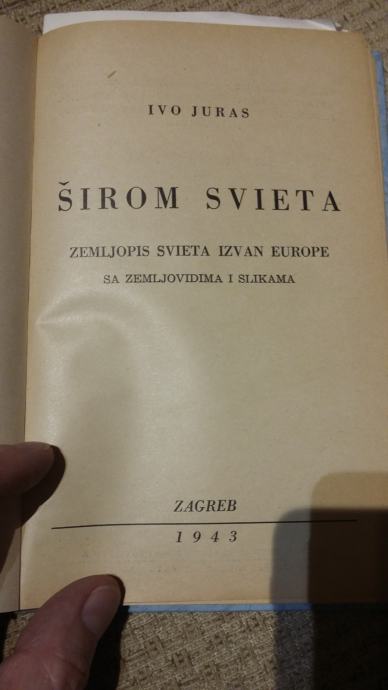 IVO JURAS
ŠIROM SVIETA
ZEMLJOPIS SVIETA IZVAN EUROPE
SA ZEMLJOVIDIMA I SLIKAMA
ZAGREB
1943